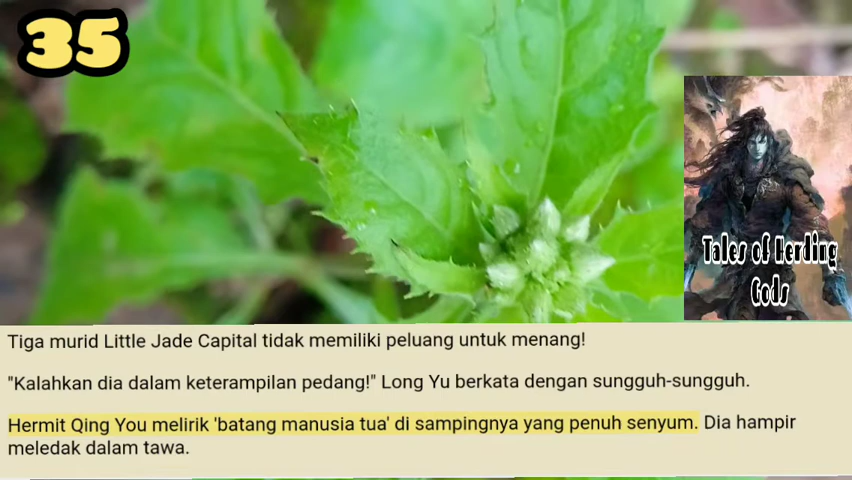 35
Tales of Herding
Gods
Tiga murid Little Jade Capital tidak memiliki peluang untuk menang!
"Kalahkan dia dalam keterampilan pedang!" Long Yu berkata dengan sungguh-sungguh.
Hermit Qing You melirik 'batang manusia tua' di sampingnya yang penuh senyum. Dia hampir
meledak dalam tawa.